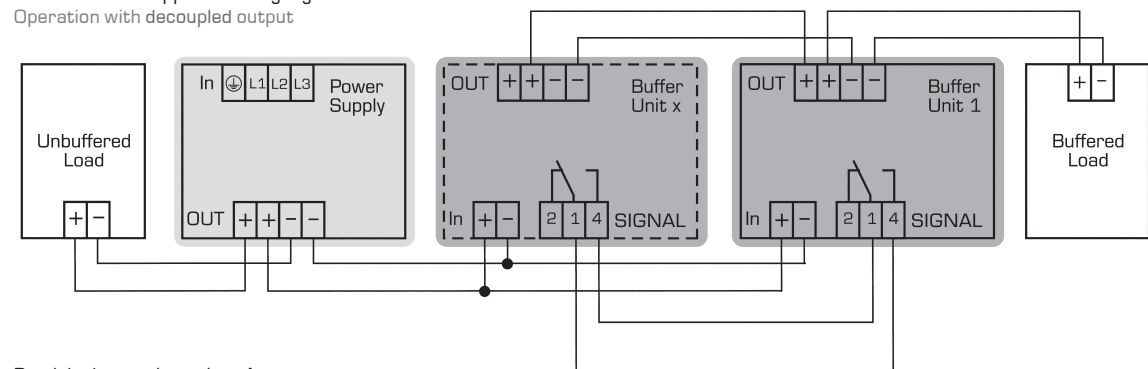 Operation with decoupled output
OUT + + − − Buffer Unit x
OUT + + − − Buffer Unit 1
+ −
In L1 L2 L3 Power Supply
Unbuffered
Load
Buffered
Load
+ −
OUT + + − −
In + − 2 1 4 SIGNAL
In + − 2 1 4 SIGNAL